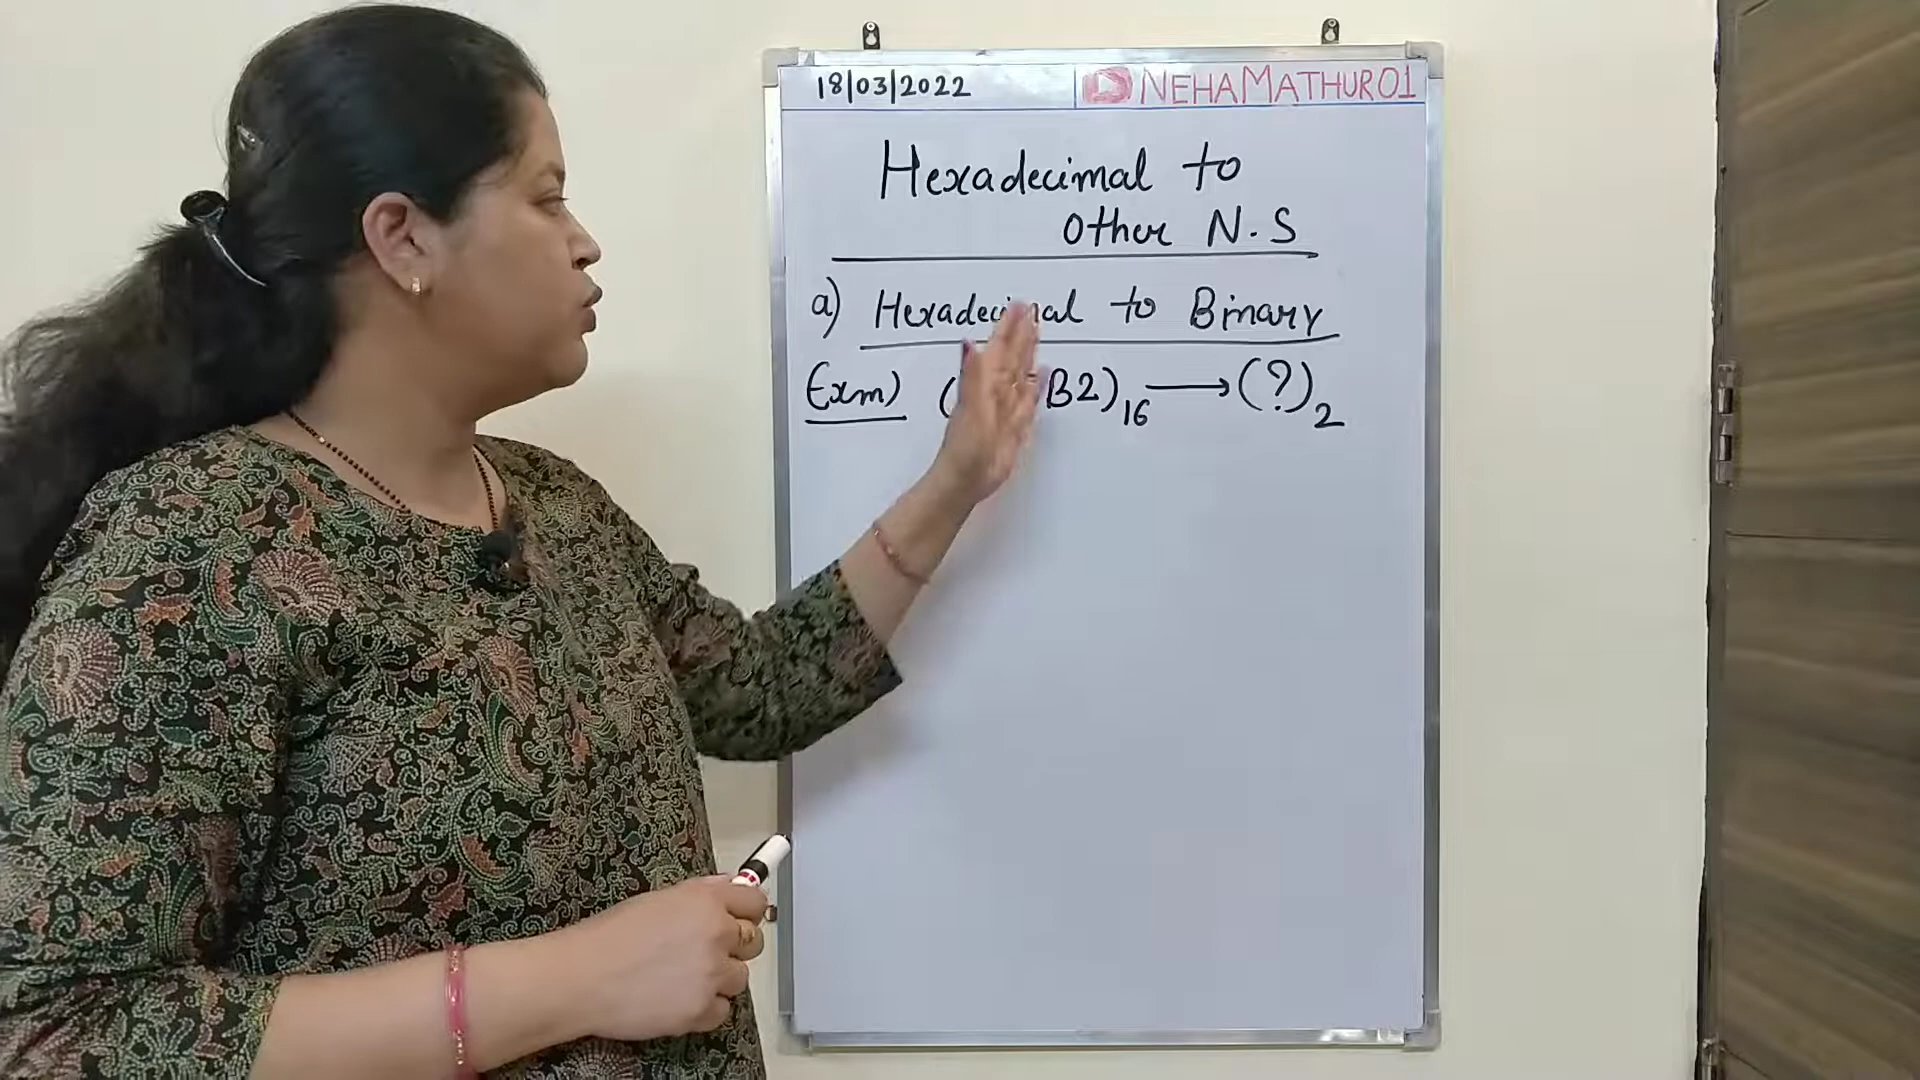 18/03/2022 NEHAMATHUR01
Hexadecimal to
Other N.S
a) Hexadecimal to Binary
Exm) ( B2)16 → (?)2